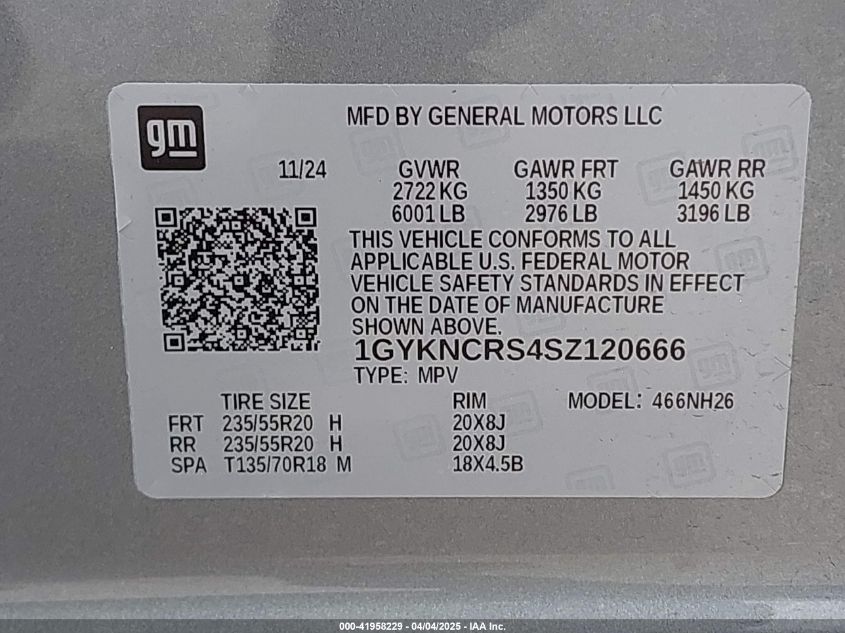 gm
MFD BY GENERAL MOTORS LLC
11/24 GVWR GAWR FRT GAWR RR
2722 KG 1350 KG 1450 KG
6001 LB 2976 LB 3196 LB
THIS VEHICLE CONFORMS TO ALL
APPLICABLE U.S. FEDERAL MOTOR
VEHICLE SAFETY STANDARDS IN EFFECT
ON THE DATE OF MANUFACTURE
SHOWN ABOVE.
1GYKNCRS4SZ120666
TYPE: MPV
TIRE SIZE RIM MODEL: 466NH26
FRT 235/55R20 H 20X8J
RR 235/55R20 H 20X8J
SPA T135/70R18 M 18X4.5B
000-41958229 - 04/04/2025 - IAA Inc.